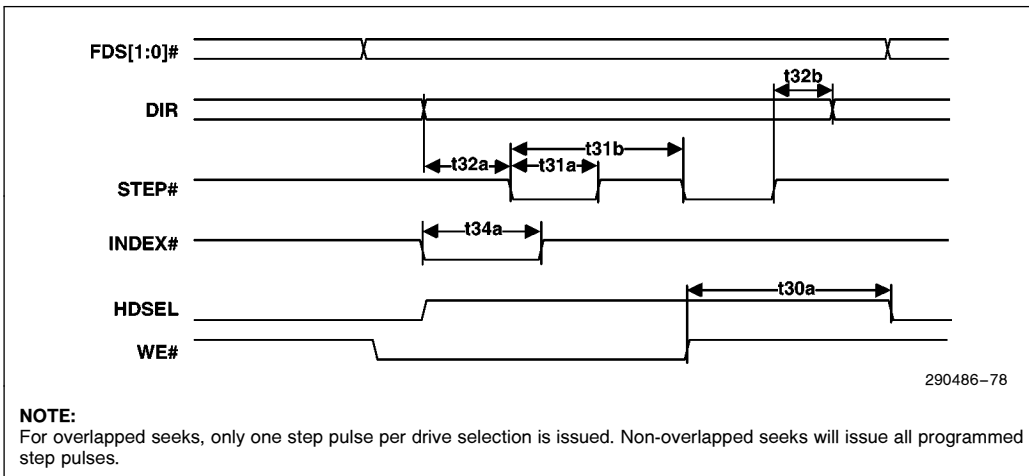 FDS[1:0]#
t32b
DIR
t31b
t32a
t31a
STEP#
t34a
INDEX#
t30a
HDSEL
WE#
290486–78
NOTE:
For overlapped seeks, only one step pulse per drive selection is issued. Non-overlapped seeks will issue all programmed
step pulses.